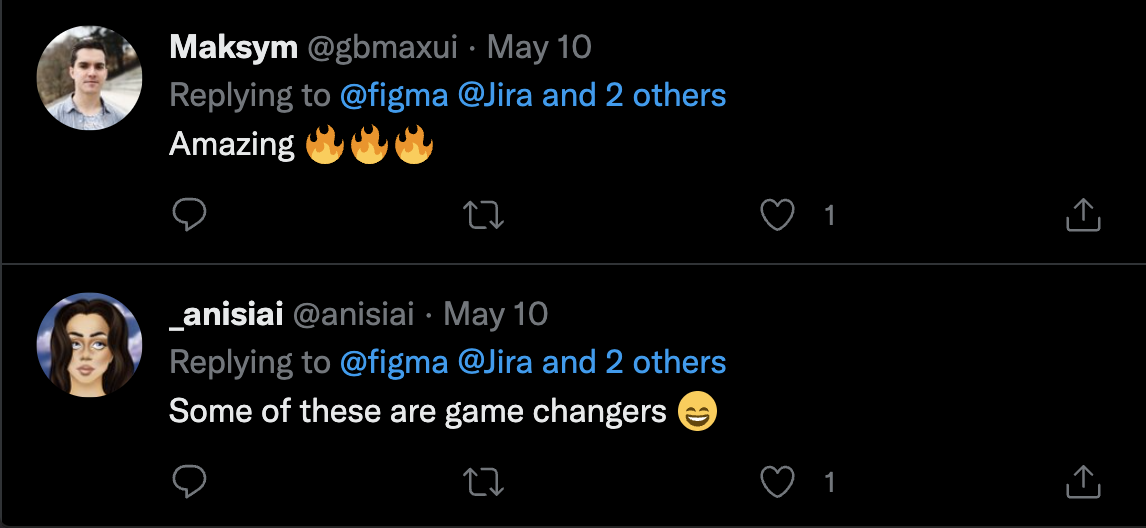 Maksym @gbmaxui · May 10
Replying to @figma @Jira and 2 others
Amazing 🔥🔥🔥
1
_anisiai @anisiai · May 10
Replying to @figma @Jira and 2 others
Some of these are game changers 😄
1